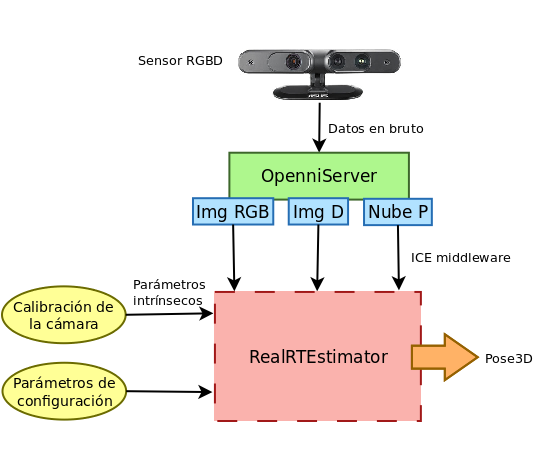 Sensor RGBD
Datos en bruto
OpenniServer
Img RGB
Img D
Nube P
ICE middleware
Parámetros
intrínsecos
Calibración de
la cámara
RealRTEstimator
Pose3D
Parámetros de
configuración